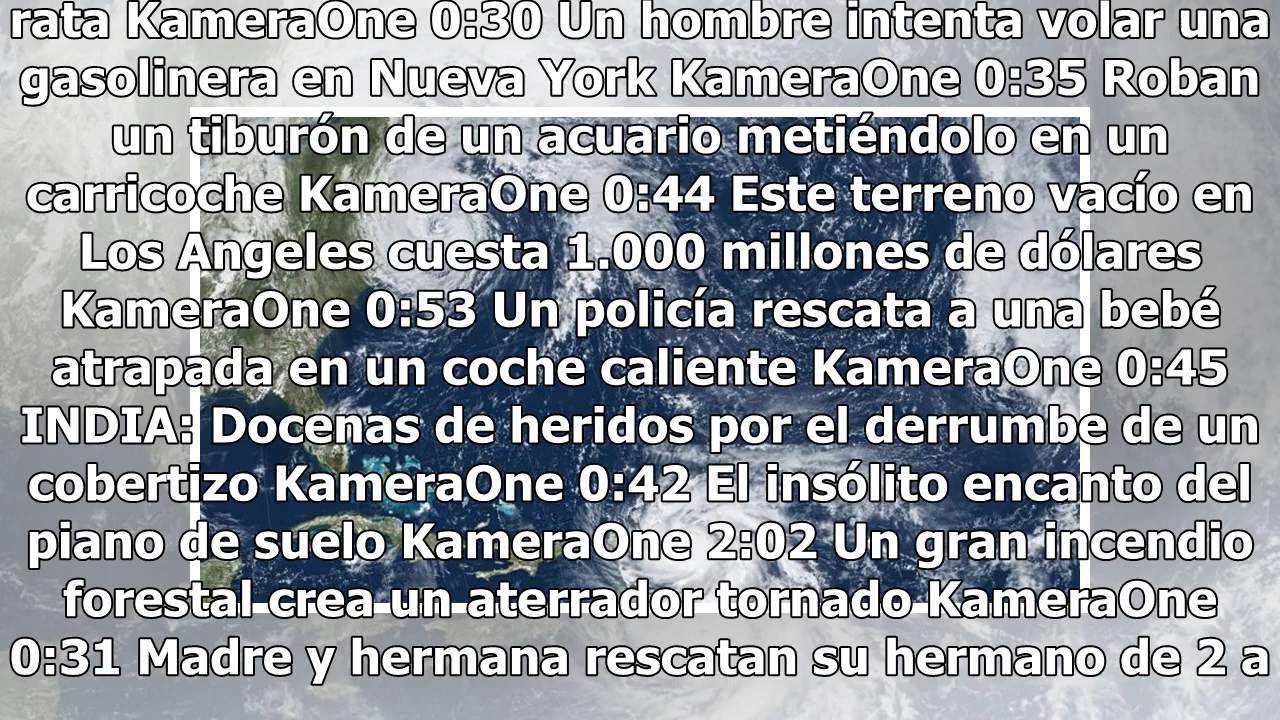 rata KameraOne 0:30 Un hombre intenta volar una
gasolinera en Nueva York KameraOne 0:35 Roban
un tiburón de un acuario metiéndolo en un
carricoche KameraOne 0:44 Este terreno vacío en
Los Angeles cuesta 1.000 millones de dólares
KameraOne 0:53 Un policía rescata a una bebé
atrapada en un coche caliente KameraOne 0:45
INDIA: Docenas de heridos por el derrumbe de un
cobertizo KameraOne 0:42 El insólito encanto del
piano de suelo KameraOne 2:02 Un gran incendio
forestal crea un aterrador tornado KameraOne
0:31 Madre y hermana rescatan su hermano de 2 a